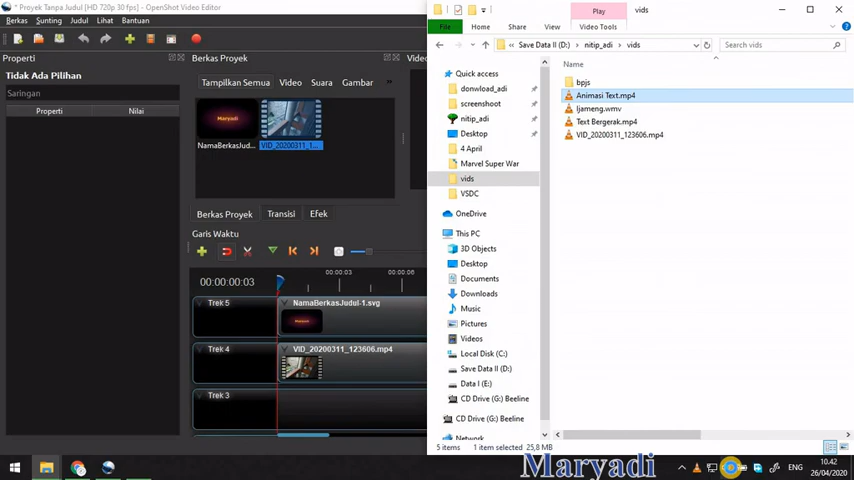 * Proyek Tanpa Judul [HD 720p 30 fps] - OpenShot Video Editor
Berkas Sunting Judul Lihat Bantuan
Properti
Tidak Ada Pilihan
Saringan
Properti Nilai
Berkas Proyek
Video
Tampilkan Semua Video Suara Gambar
Maryadi
NamaBerkasJud...
VID_20200311_1...
Berkas Proyek Transisi Efek
Garis Waktu
00:00:00:03
00:00:03
00:00:06
Trek 5
NamaBerkasJudul-1.svg
Trek 4
VID_20200311_123606.mp4
Trek 3
Play
vids
File Home Share View Video Tools
Save Data II (D:) > nitip_adi > vids
Search vids
Quick access
donwload_adi
screenshoot
nitip_adi
Desktop
4 April
Marvel Super War
vids
VSDC
OneDrive
This PC
3D Objects
Desktop
Documents
Downloads
Music
Pictures
Videos
Local Disk (C:)
Save Data II (D:)
Data I (E:)
CD Drive (G:) Beeline
CD Drive (G:) Beeline
Network
Name
bpjs
Animasi Text.mp4
Ijameng.wmv
Text Bergerak.mp4
VID_20200311_123606.mp4
5 items 1 item selected 25,8 MB
Maryadi
ENG
10.42
26/04/2020